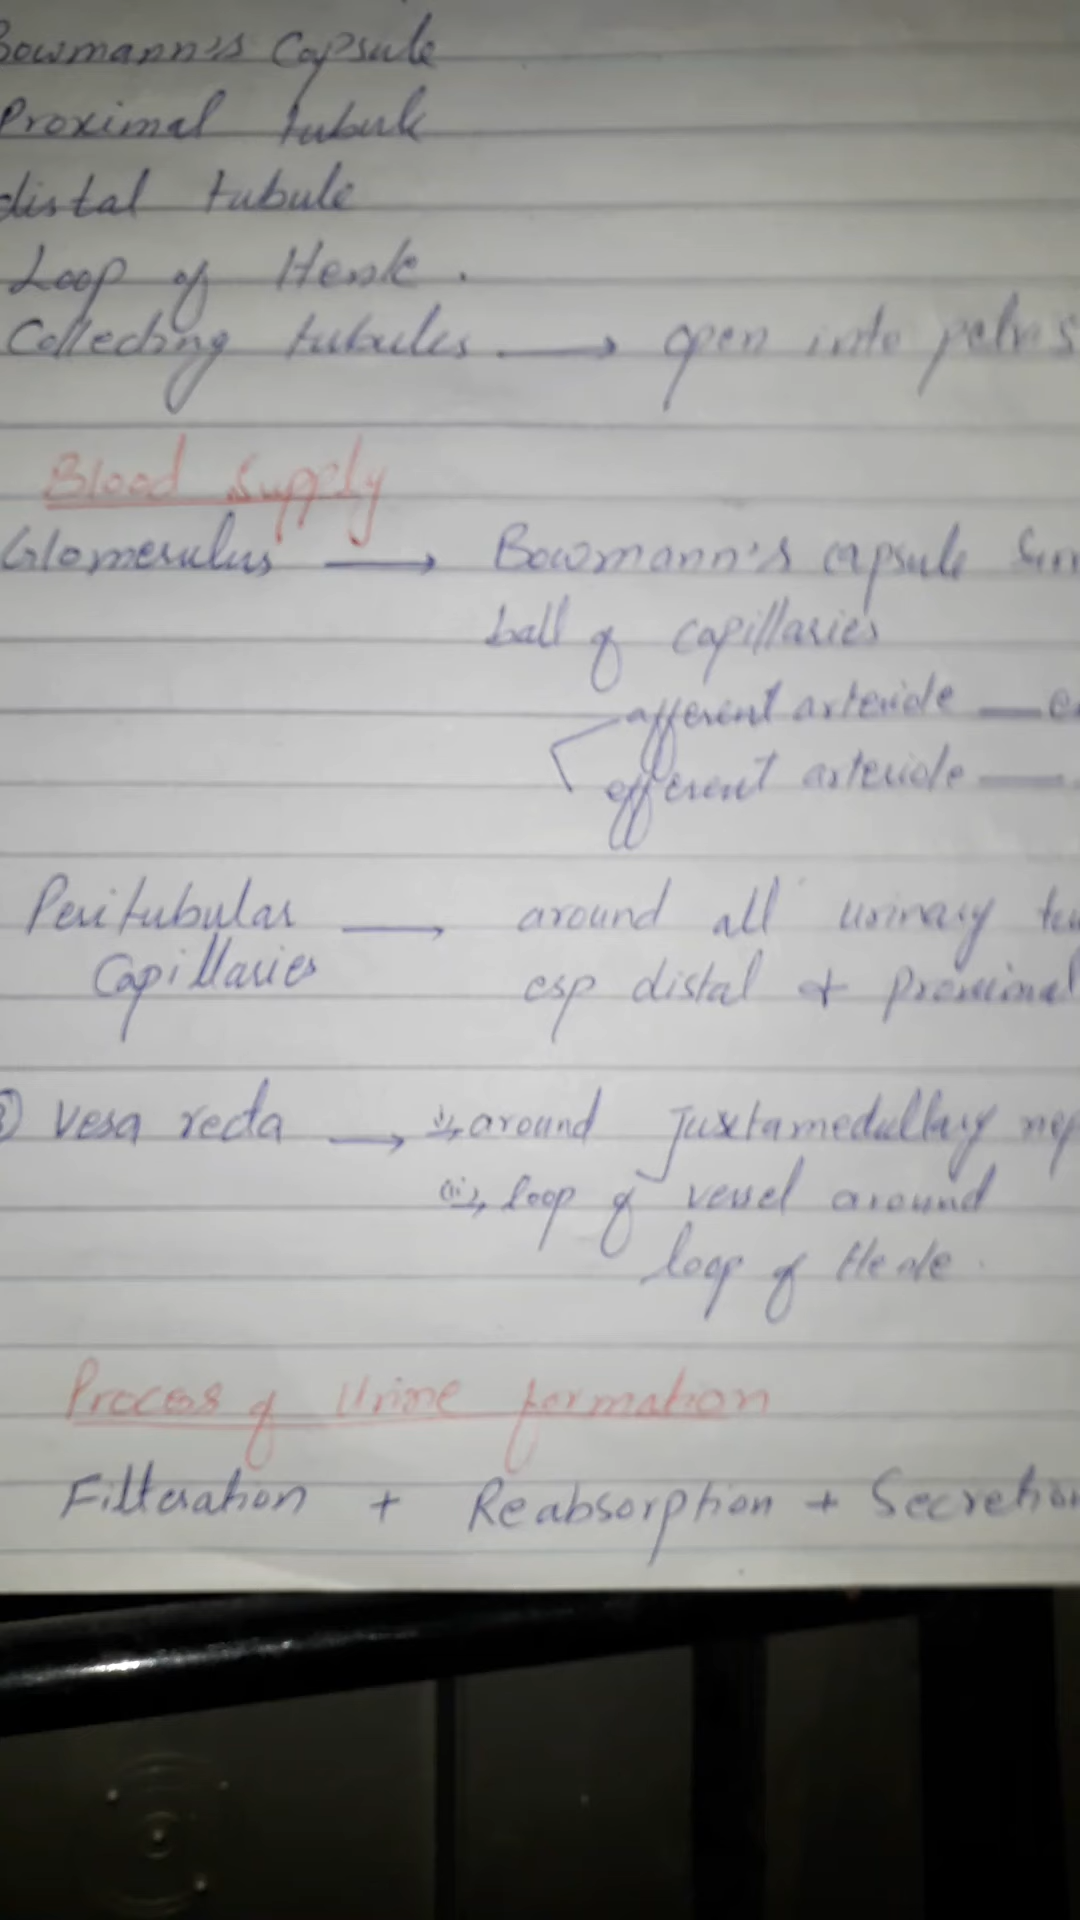 Bowmann's Capsule
Proximal tubule
distal tubule
Loop of Henle.
Collecting tubules → open into pelvis
Blood Supply
Glomerulus → Bowmann's capsule
ball of capillaries
afferent arteriole —
efferent arteriole —
Peritubular → around all urinary
Capillaries esp distal + Proximal
Vesa recta → i, around Juxtamedullary
(ii, loop of vessel around
loop of Henle.
Process of Urine formation
Filteration + Reabsorption + Secretion